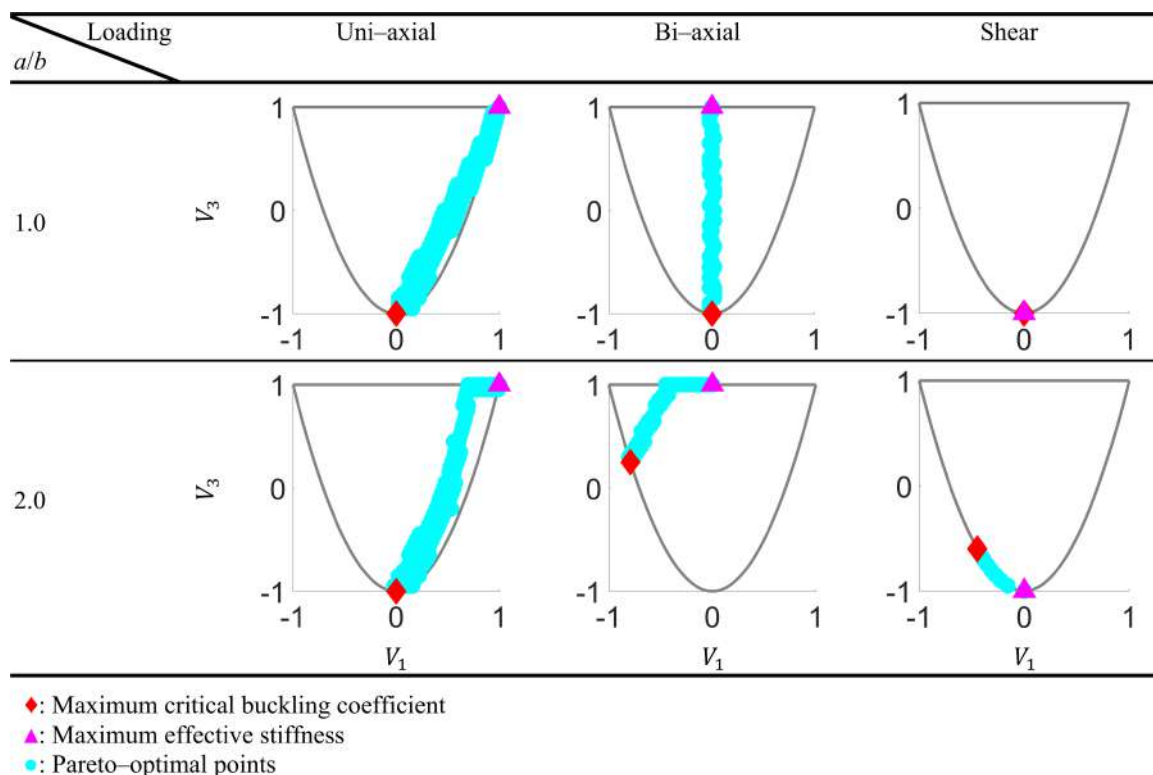 Loading Uni–axial Bi–axial Shear
a/b
1 1 1
1.0 V₃ 0 0 0
-1 -1 -1
-1 0 1 -1 0 1 -1 0 1
1 1 1
2.0 V₃ 0 0 0
-1 -1 -1
-1 0 1 -1 0 1 -1 0 1
V₁ V₁ V₁
: Maximum critical buckling coefficient
: Maximum effective stiffness
: Pareto–optimal points